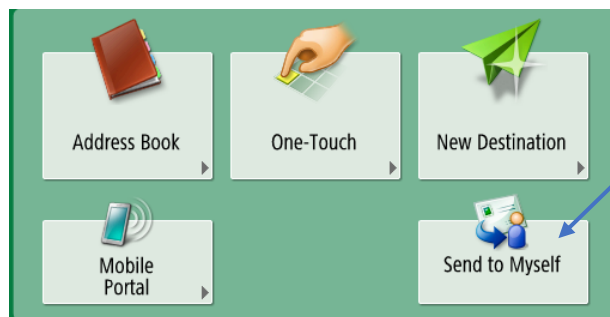 Address Book
One-Touch
New Destination
Mobile
Portal
Send to Myself